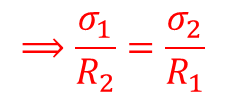 ⟹ σ₁/R₂ = σ₂/R₁